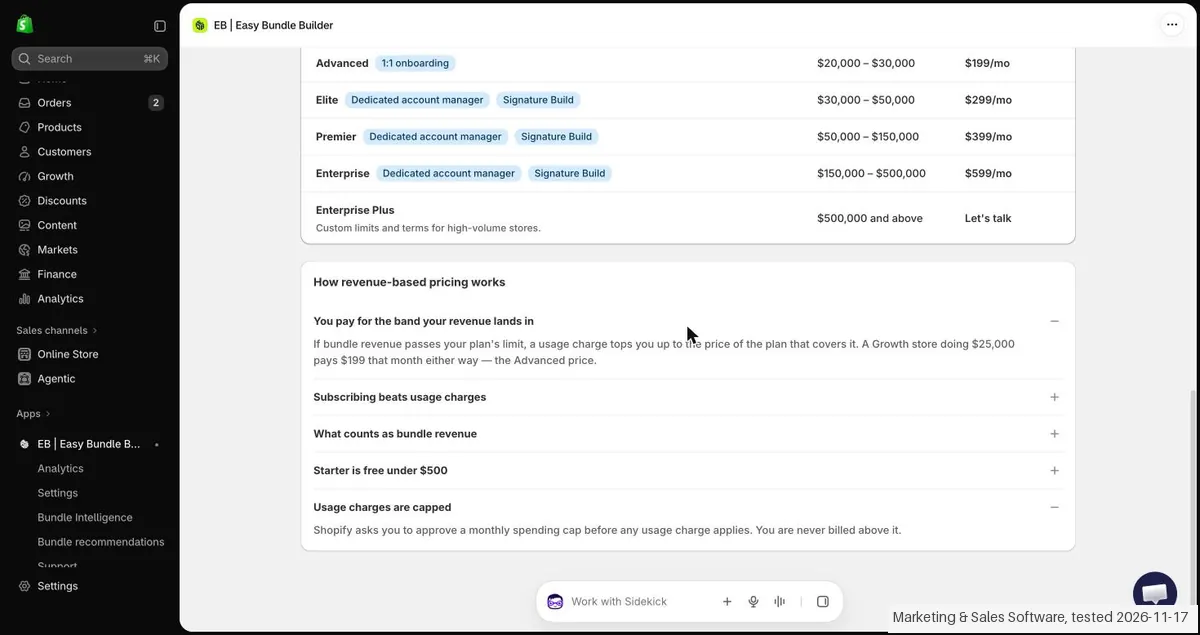 EB | Easy Bundle Builder
Search ⌘K
Home
Orders 2
Products
Customers
Growth
Discounts
Content
Markets
Finance
Analytics
Sales channels
Online Store
Agentic
Apps
EB | Easy Bundle B...
Analytics
Settings
Bundle Intelligence
Bundle recommendations
Support
Settings
Advanced 1:1 onboarding $20,000 – $30,000 $199/mo
Elite Dedicated account manager Signature Build $30,000 – $50,000 $299/mo
Premier Dedicated account manager Signature Build $50,000 – $150,000 $399/mo
Enterprise Dedicated account manager Signature Build $150,000 – $500,000 $599/mo
Enterprise Plus $500,000 and above Let's talk
Custom limits and terms for high-volume stores.
How revenue-based pricing works
You pay for the band your revenue lands in
If bundle revenue passes your plan's limit, a usage charge tops you up to the price of the plan that covers it. A Growth store doing $25,000
pays $199 that month either way — the Advanced price.
Subscribing beats usage charges
What counts as bundle revenue
Starter is free under $500
Usage charges are capped
Shopify asks you to approve a monthly spending cap before any usage charge applies. You are never billed above it.
Work with Sidekick
Marketing & Sales Software, tested 2026-11-17